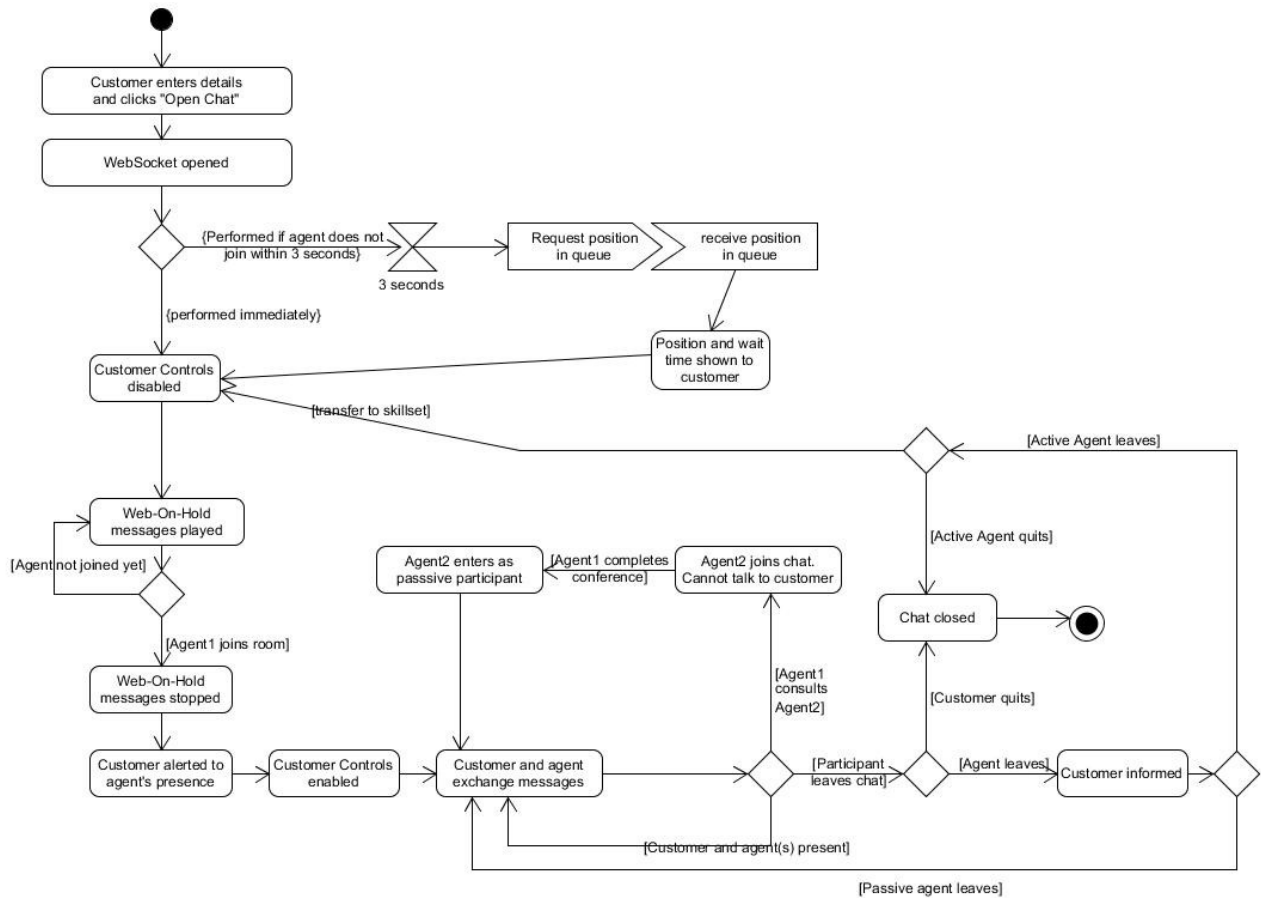 Customer enters details
and clicks "Open Chat"
WebSocket opened
{Performed if agent does not
join within 3 seconds}
3 seconds
Request position
in queue
receive position
in queue
{performed immediately}
Position and wait
time shown to
customer
Customer Controls
disabled
[transfer to skillset]
[Active Agent leaves]
Web-On-Hold
messages played
[Agent not joined yet]
[Agent1 joins room]
Web-On-Hold
messages stopped
Customer alerted to
agent's presence
Customer Controls
enabled
Agent2 enters as
passsive participant
[Agent1 completes
conference]
Agent2 joins chat.
Cannot talk to customer
[Active Agent quits]
Chat closed
[Agent1
consults
Agent2]
[Customer quits]
Customer and agent
exchange messages
[Participant
leaves chat]
[Agent leaves]
Customer informed
[Customer and agent(s) present]
[Passive agent leaves]